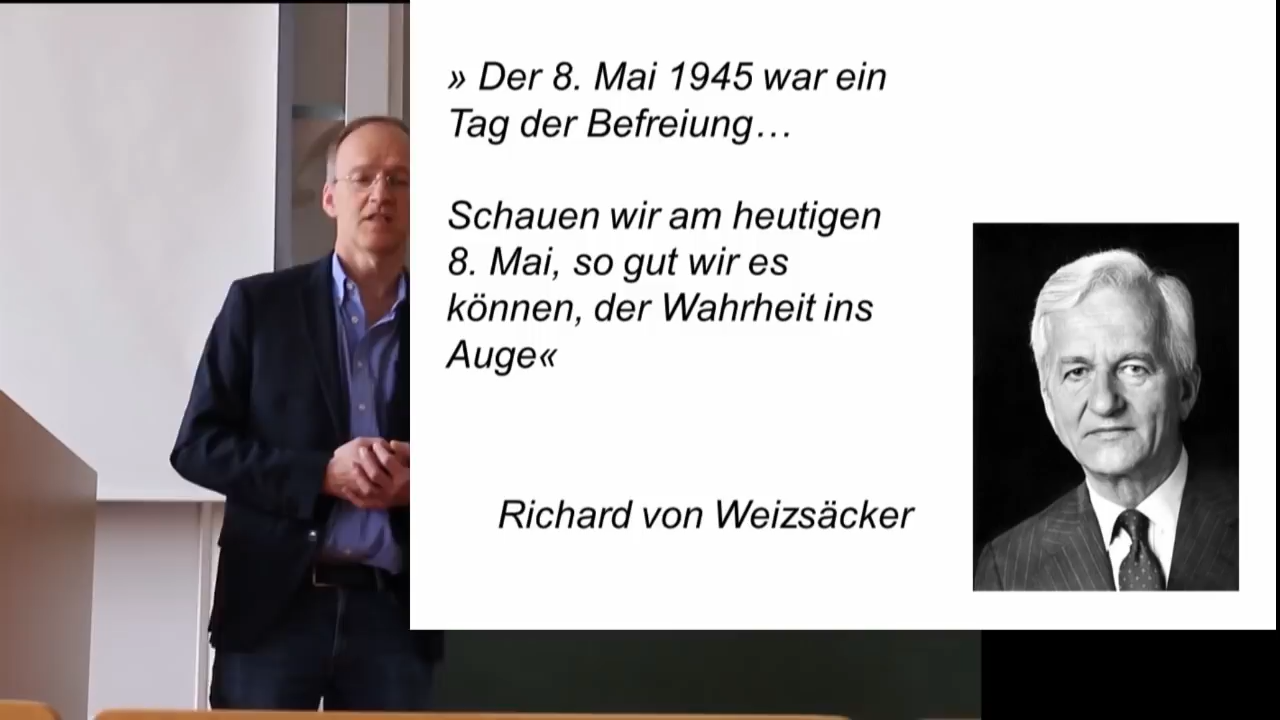 » Der 8. Mai 1945 war ein
Tag der Befreiung…
Schauen wir am heutigen
8. Mai, so gut wir es
können, der Wahrheit ins
Auge«
Richard von Weizsäcker